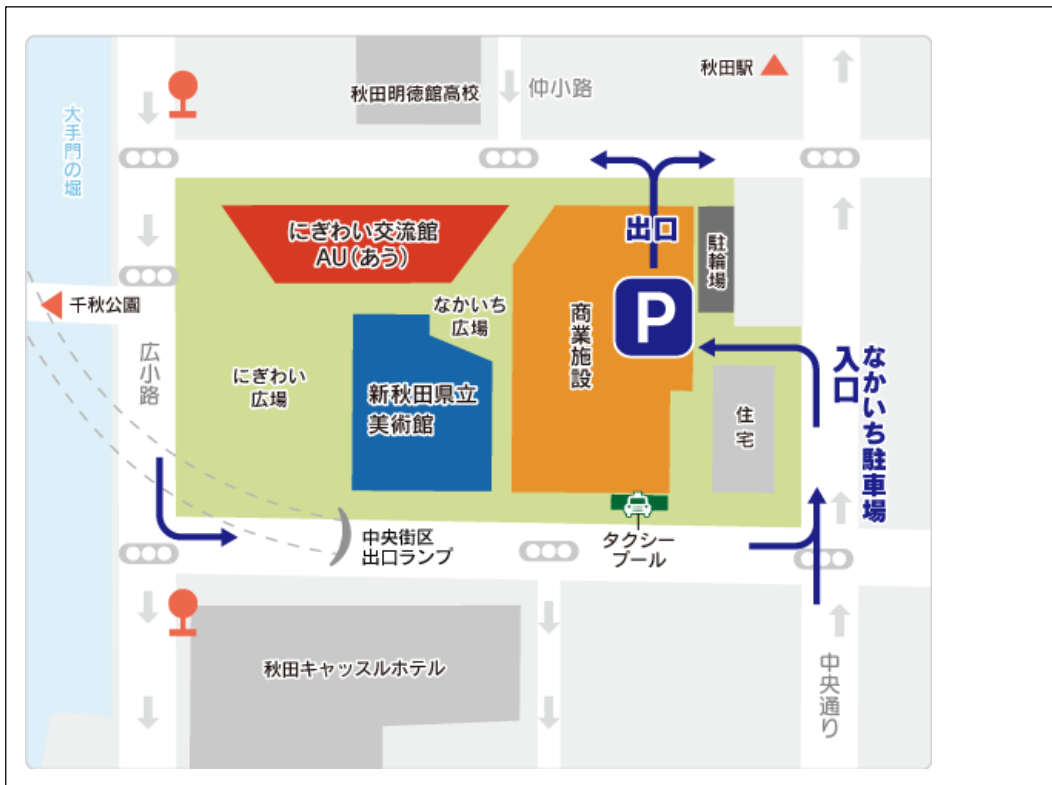 秋田駅
仲小路
秋田明徳館高校
大手門の堀
にぎわい交流館
AU(あう)
出口
駐輪場
千秋公園
なかいち
広場
商業施設
P
なかいち駐車場
入口
広小路
にぎわい
広場
新秋田県立
美術館
住宅
中央街区
出口ランプ
タクシー
プール
秋田キャッスルホテル
中央通り